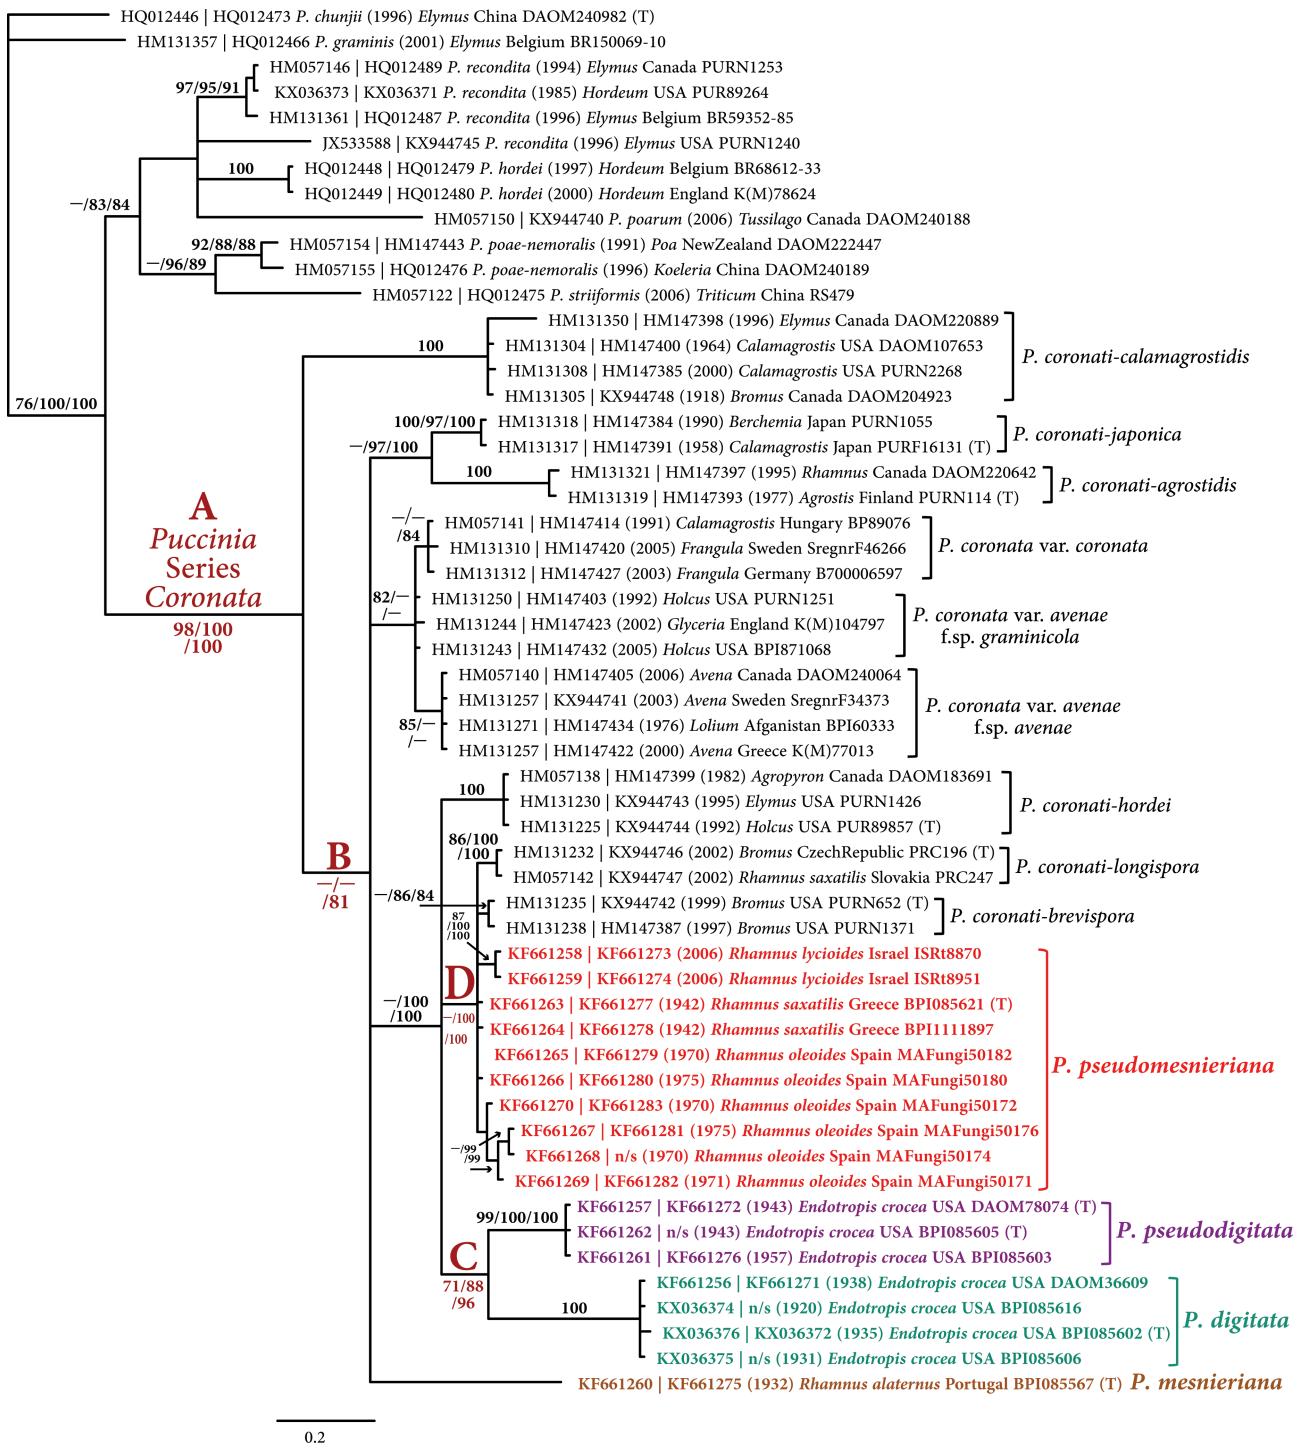 HQ012446 | HQ012473 P. chunjii (1996) Elymus China DAOM240982 (T)
HM131357 | HQ012466 P. graminis (2001) Elymus Belgium BR150069-10
HM057146 | HQ012489 P. recondita (1994) Elymus Canada PURN1253
97/95/91
KX036373 | KX036371 P. recondita (1985) Hordeum USA PUR89264
HM131361 | HQ012487 P. recondita (1996) Elymus Belgium BR59352-85
JX533588 | KX944745 P. recondita (1996) Elymus USA PURN1240
100
HQ012448 | HQ012479 P. hordei (1997) Hordeum Belgium BR68612-33
HQ012449 | HQ012480 P. hordei (2000) Hordeum England K(M)78624
—/83/84
HM057150 | KX944740 P. poarum (2006) Tussilago Canada DAOM240188
92/88/88
HM057154 | HM147443 P. poae-nemoralis (1991) Poa NewZealand DAOM222447
—/96/89
HM057155 | HQ012476 P. poae-nemoralis (1996) Koeleria China DAOM240189
HM057122 | HQ012475 P. striiformis (2006) Triticum China RS479
HM131350 | HM147398 (1996) Elymus Canada DAOM220889
100
HM131304 | HM147400 (1964) Calamagrostis USA DAOM107653
P. coronati-calamagrostidis
HM131308 | HM147385 (2000) Calamagrostis USA PURN2268
HM131305 | KX944748 (1918) Bromus Canada DAOM204923
76/100/100
100/97/100
HM131318 | HM147384 (1990) Berchemia Japan PURN1055
P. coronati-japonica
—/97/100
HM131317 | HM147391 (1958) Calamagrostis Japan PURF16131 (T)
100
HM131321 | HM147397 (1995) Rhamnus Canada DAOM220642
P. coronati-agrostidis
HM131319 | HM147393 (1977) Agrostis Finland PURN114 (T)
A
Puccinia
Series
Coronata
98/100
/100
—/—
/84
HM057141 | HM147414 (1991) Calamagrostis Hungary BP89076
HM131310 | HM147420 (2005) Frangula Sweden SregnrF46266
P. coronata var. coronata
HM131312 | HM147427 (2003) Frangula Germany B700006597
82/—
/—
HM131250 | HM147403 (1992) Holcus USA PURN1251
HM131244 | HM147423 (2002) Glyceria England K(M)104797
P. coronata var. avenae
f.sp. graminicola
HM131243 | HM147432 (2005) Holcus USA BPI871068
HM057140 | HM147405 (2006) Avena Canada DAOM240064
HM131257 | KX944741 (2003) Avena Sweden SregnrF34373
P. coronata var. avenae
f.sp. avenae
85/—
/—
HM131271 | HM147434 (1976) Lolium Afganistan BPI60333
HM131257 | HM147422 (2000) Avena Greece K(M)77013
HM057138 | HM147399 (1982) Agropyron Canada DAOM183691
100
HM131230 | KX944743 (1995) Elymus USA PURN1426
P. coronati-hordei
HM131225 | KX944744 (1992) Holcus USA PUR89857 (T)
86/100
/100
HM131232 | KX944746 (2002) Bromus CzechRepublic PRC196 (T)
P. coronati-longispora
HM057142 | KX944747 (2002) Rhamnus saxatilis Slovakia PRC247
B
—/—
/81
—/86/84
HM131235 | KX944742 (1999) Bromus USA PURN652 (T)
P. coronati-brevispora
HM131238 | HM147387 (1997) Bromus USA PURN1371
87
/100
/100
KF661258 | KF661273 (2006) Rhamnus lycioides Israel ISRt8870
KF661259 | KF661274 (2006) Rhamnus lycioides Israel ISRt8951
D
—/100
/100
—/100
/100
KF661263 | KF661277 (1942) Rhamnus saxatilis Greece BPI085621 (T)
KF661264 | KF661278 (1942) Rhamnus saxatilis Greece BPI1111897
KF661265 | KF661279 (1970) Rhamnus oleoides Spain MAFungi50182
P. pseudomesnieriana
KF661266 | KF661280 (1975) Rhamnus oleoides Spain MAFungi50180
KF661270 | KF661283 (1970) Rhamnus oleoides Spain MAFungi50172
KF661267 | KF661281 (1975) Rhamnus oleoides Spain MAFungi50176
—/99
/99
KF661268 | n/s (1970) Rhamnus oleoides Spain MAFungi50174
KF661269 | KF661282 (1971) Rhamnus oleoides Spain MAFungi50171
99/100/100
KF661257 | KF661272 (1943) Endotropis crocea USA DAOM78074 (T)
KF661262 | n/s (1943) Endotropis crocea USA BPI085605 (T)
P. pseudodigitata
KF661261 | KF661276 (1957) Endotropis crocea USA BPI085603
C
71/88
/96
KF661256 | KF661271 (1938) Endotropis crocea USA DAOM36609
100
KX036374 | n/s (1920) Endotropis crocea USA BPI085616
P. digitata
KX036376 | KX036372 (1935) Endotropis crocea USA BPI085602 (T)
KX036375 | n/s (1931) Endotropis crocea USA BPI085606
KF661260 | KF661275 (1932) Rhamnus alaternus Portugal BPI085567 (T) P. mesnieriana
0.2